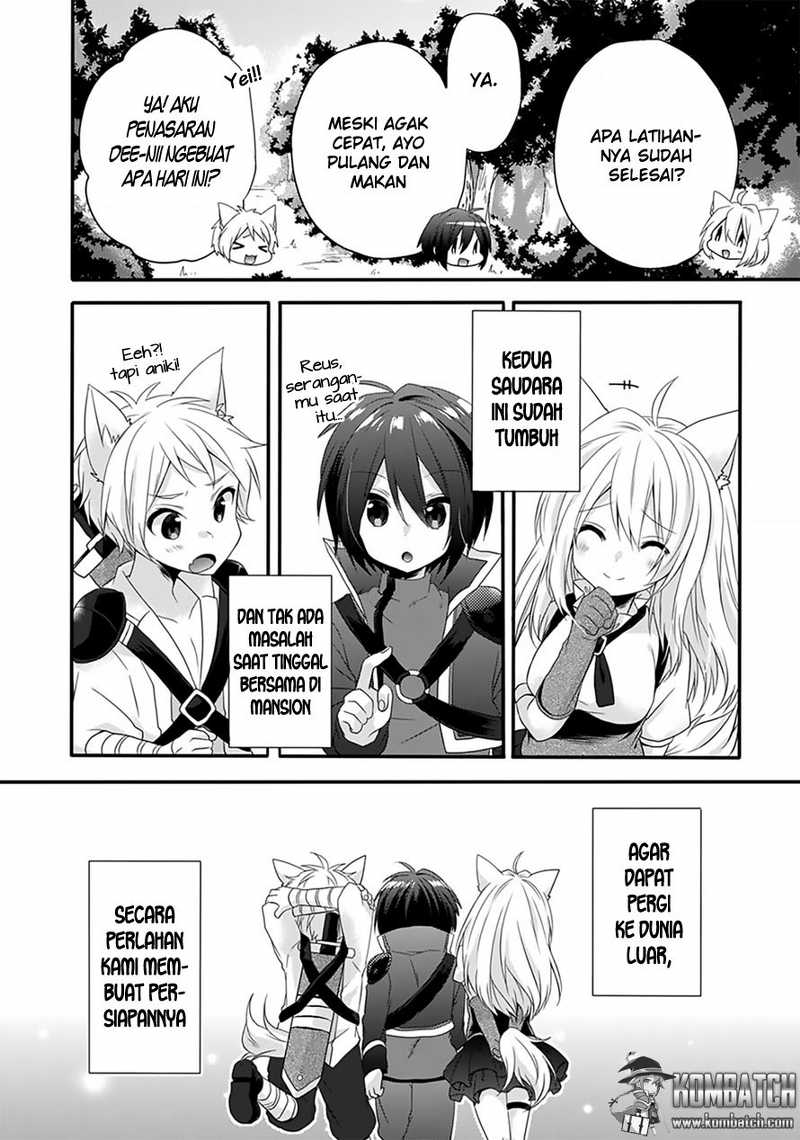 APA LATIHAN-
NYA SUDAH
SELESAI?
YA.
MESKI AGAK
CEPAT, AYO
PULANG DAN
MAKAN
Yei!!
YA! AKU
PENASARAN
DEE-NII NGEBUAT
APA HARI INI?
KEDUA
SAUDARA
INI SUDAH
TUMBUH
Reus,
serangan-
mu saat
itu...
Eeh?!
tapi aniki!
DAN TAK ADA
MASALAH
SAAT TINGGAL
BERSAMA DI
MANSION
AGAR
DAPAT
PERGI
KE DUNIA
LUAR,
SECARA
PERLAHAN
KAMI MEM-
BUAT PER-
SIAPANNYA
KOMBATCH
www.kombatch.com